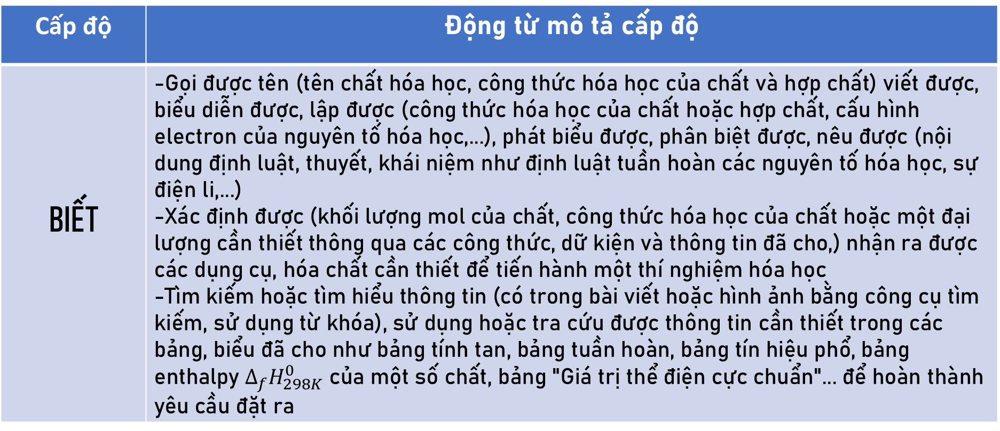 Cấp độ
Động từ mô tả cấp độ
BIẾT
-Gọi được tên (tên chất hóa học, công thức hóa học của chất và hợp chất) viết được,
biểu diễn được, lập được (công thức hóa học của chất hoặc hợp chất, cấu hình
electron của nguyên tố hóa học,...), phát biểu được, phân biệt được, nêu được (nội
dung định luật, thuyết, khái niệm như định luật tuần hoàn các nguyên tố hóa học, sự
điện li,...)
-Xác định được (khối lượng mol của chất, công thức hóa học của chất hoặc một đại
lượng cần thiết thông qua các công thức, dữ kiện và thông tin đã cho,) nhận ra được
các dụng cụ, hóa chất cần thiết để tiến hành một thí nghiệm hóa học
-Tìm kiếm hoặc tìm hiểu thông tin (có trong bài viết hoặc hình ảnh bằng công cụ tìm
kiếm, sử dụng từ khóa), sử dụng hoặc tra cứu được thông tin cần thiết trong các
bảng, biểu đã cho như bảng tính tan, bảng tuần hoàn, bảng tín hiệu phổ, bảng
enthalpy $\Delta_f H^0_{298K}$ của một số chất, bảng "Giá trị thể điện cực chuẩn"... để hoàn thành
yêu cầu đặt ra